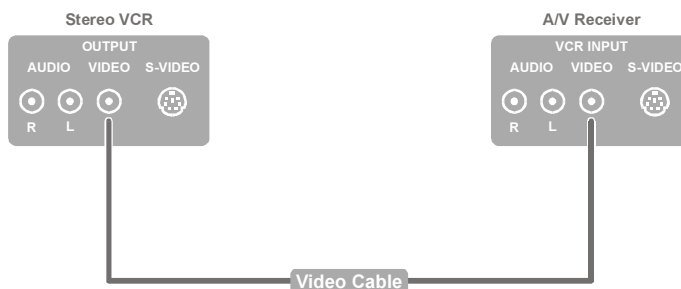 Stereo VCR
OUTPUT
AUDIO VIDEO S-VIDEO
R L
A/V Receiver
VCR INPUT
AUDIO VIDEO S-VIDEO
R L
Video Cable